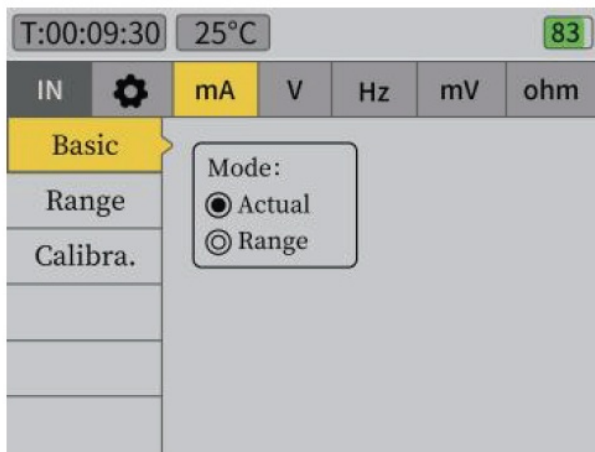 T:00:09:30 25°C 83
IN mA V Hz mV ohm
Basic
Range
Calibra.
Mode:
Actual
Range